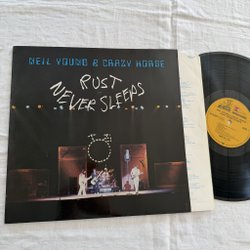 NEIL YOUNG & CRAZY HORSE
RUST
NEVER SLEEPS